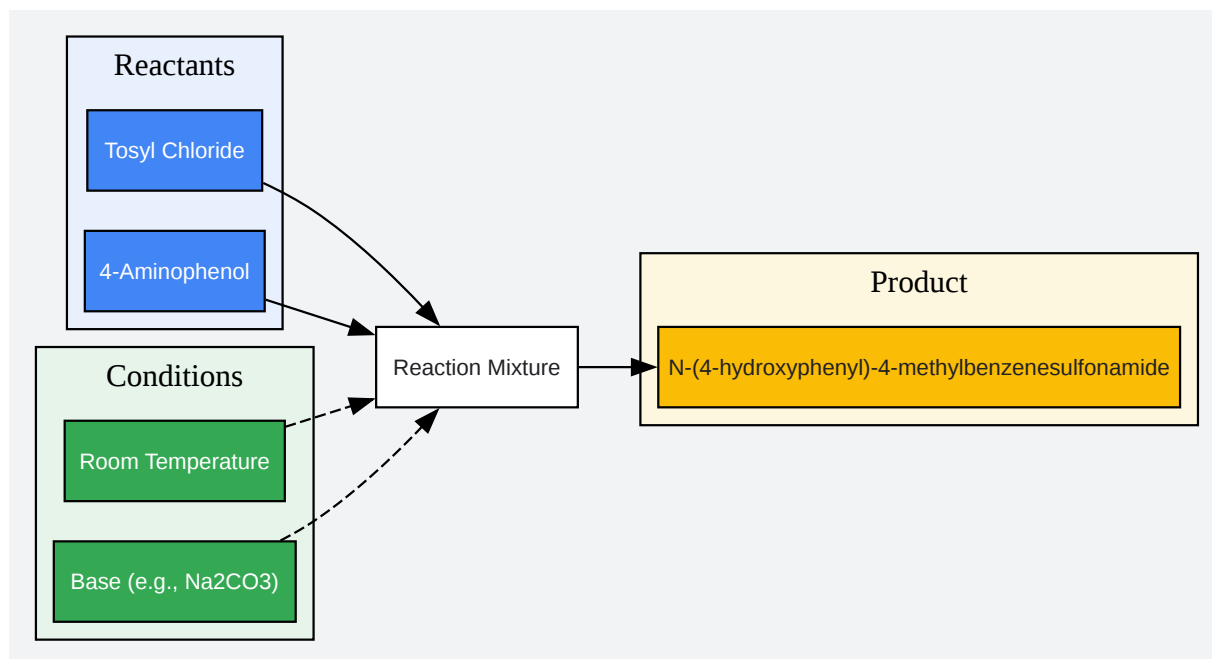 Reactants
Tosyl Chloride
4-Aminophenol
Conditions
Room Temperature
Base (e.g., Na2CO3)
Reaction Mixture
Product
N-(4-hydroxyphenyl)-4-methylbenzenesulfonamide